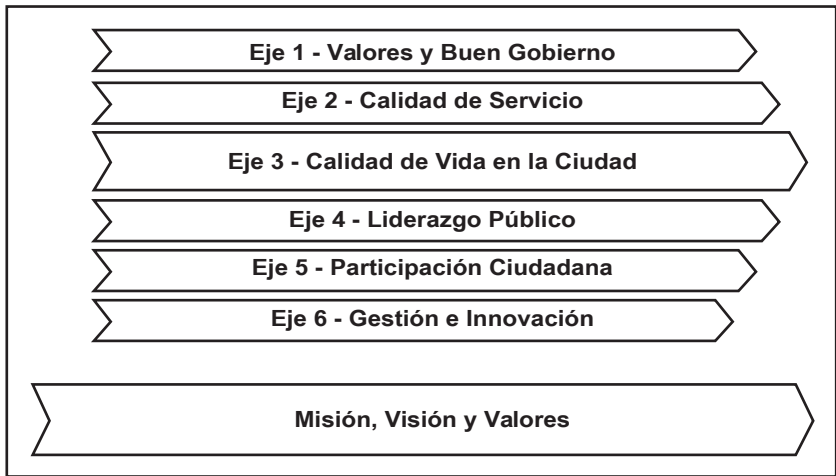 Eje 1 - Valores y Buen Gobierno
Eje 2 - Calidad de Servicio
Eje 3 - Calidad de Vida en la Ciudad
Eje 4 - Liderazgo Público
Eje 5 - Participación Ciudadana
Eje 6 - Gestión e Innovación
Misión, Visión y Valores